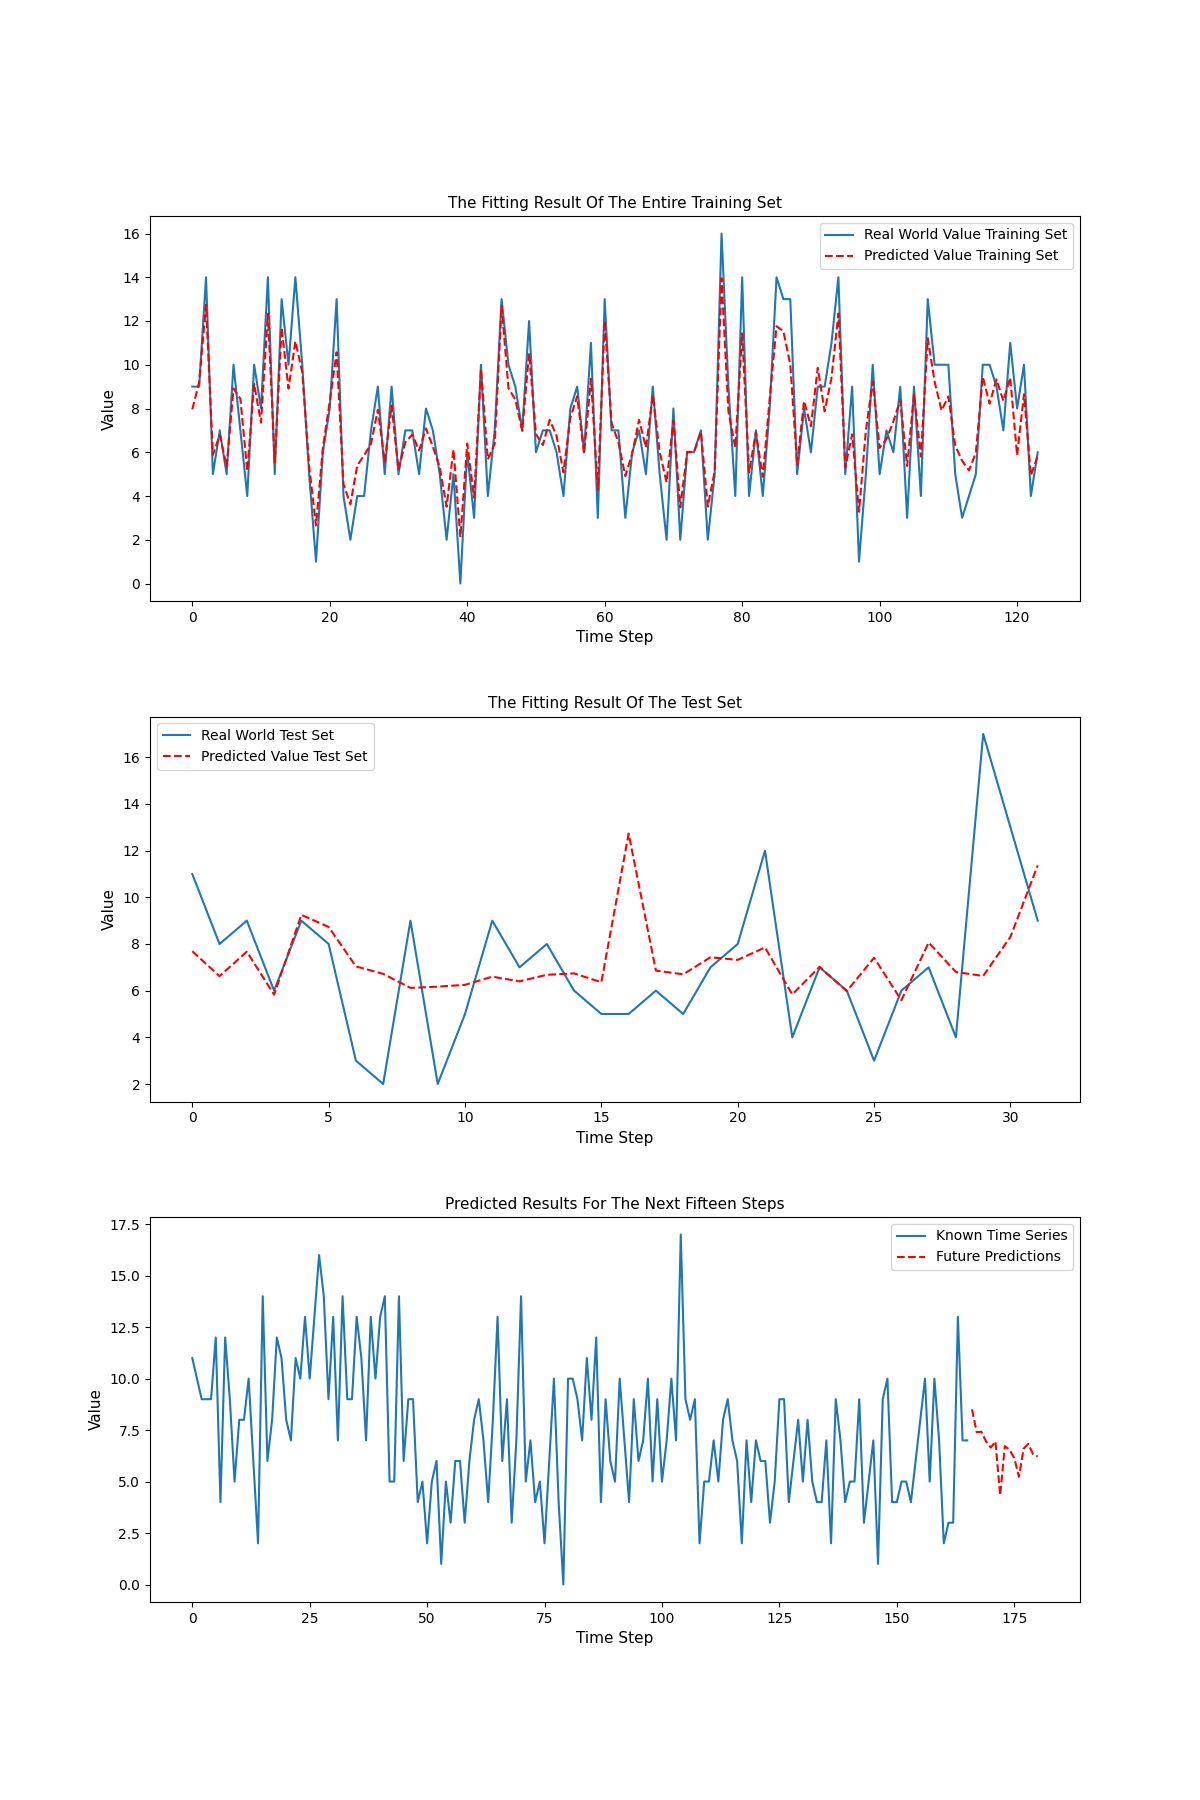 The Fitting Result Of The Entire Training Set
Real World Value Training Set
Predicted Value Training Set
Value
16
14
12
10
8
6
4
2
0
0 20 40 60 80 100 120
Time Step
The Fitting Result Of The Test Set
Real World Test Set
Predicted Value Test Set
Value
16
14
12
10
8
6
4
2
0 5 10 15 20 25 30
Time Step
Predicted Results For The Next Fifteen Steps
Known Time Series
Future Predictions
Value
17.5
15.0
12.5
10.0
7.5
5.0
2.5
0.0
0 25 50 75 100 125 150 175
Time Step